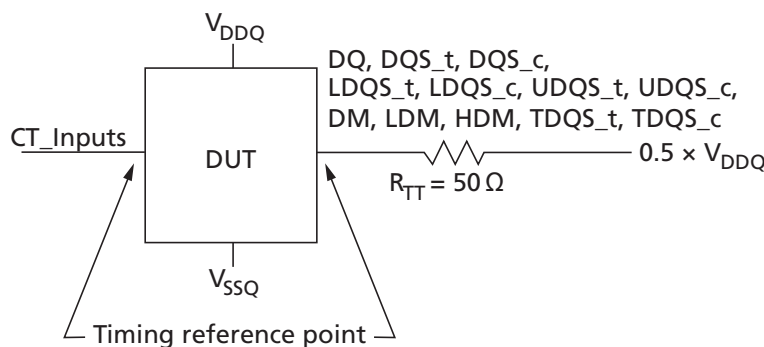 V_DDQ
DQ, DQS_t, DQS_c,
LDQS_t, LDQS_c, UDQS_t, UDQS_c,
DM, LDM, HDM, TDQS_t, TDQS_c
CT_Inputs
DUT
0.5 × V_DDQ
R_TT = 50 Ω
V_SSQ
Timing reference point